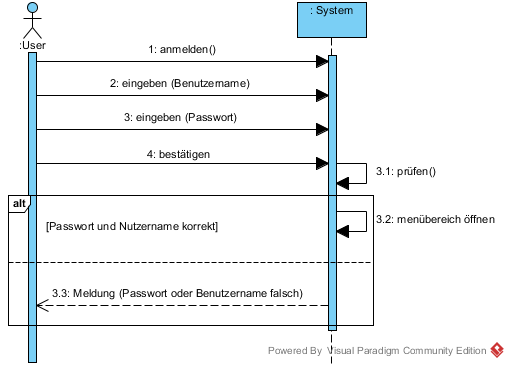 : System
:User
1: anmelden()
2: eingeben (Benutzername)
3: eingeben (Passwort)
4: bestätigen
3.1: prüfen()
alt
3.2: menübereich öffnen
[Passwort und Nutzername korrekt]
3.3: Meldung (Passwort oder Benutzername falsch)
Powered By Visual Paradigm Community Edition